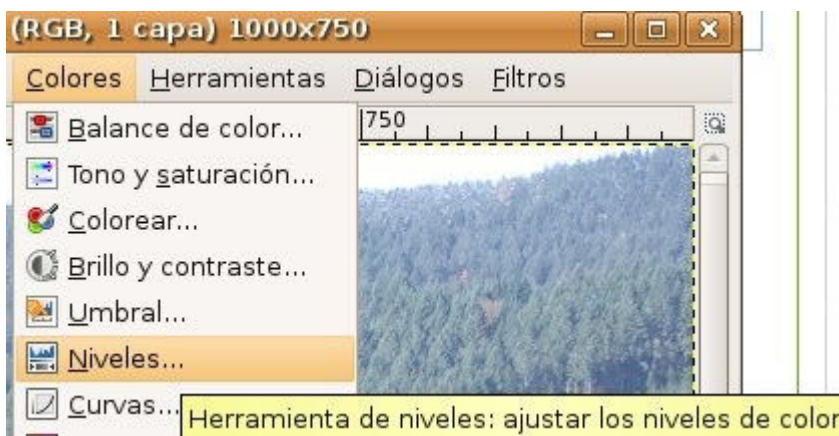 (RGB, 1 capa) 1000x750
Colores Herramientas Diálogos Filtros
750
Balance de color...
Tono y saturación...
Colorear...
Brillo y contraste...
Umbral...
Niveles...
Curvas...
Herramienta de niveles: ajustar los niveles de color